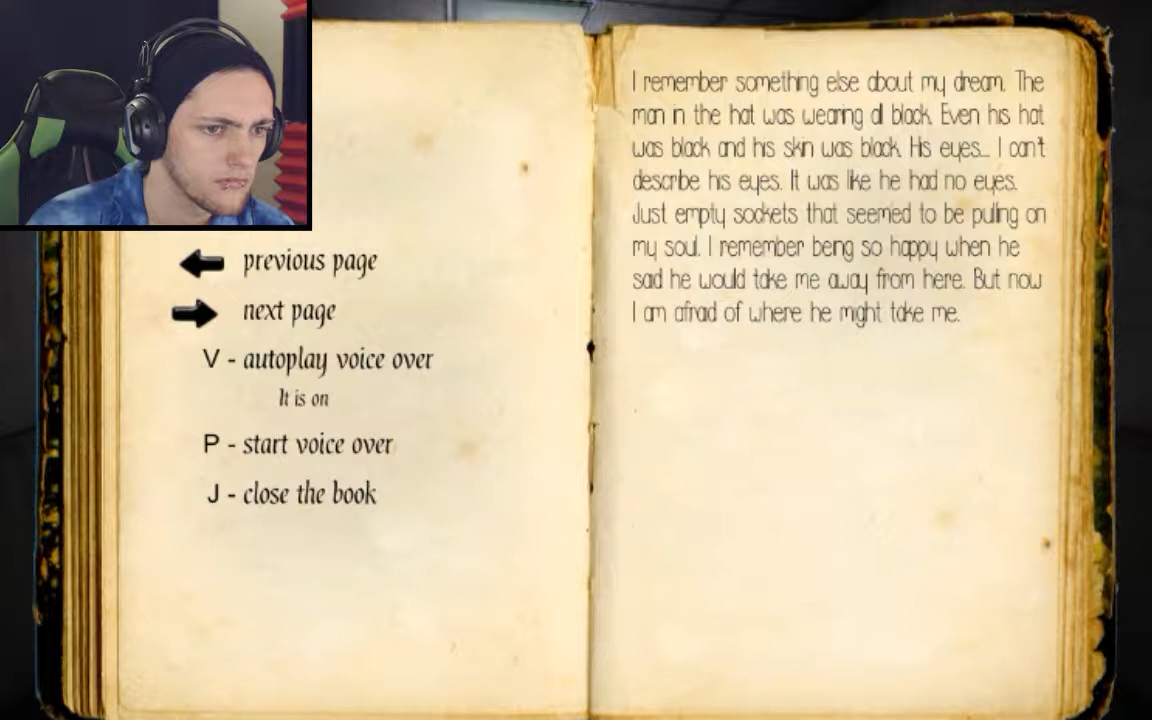 previous page
next page
V - autoplay voice over
It is on
P - start voice over
J - close the book
I remember something else about my dream. The
man in the hat was wearing all black. Even his hat
was black and his skin was black. His eyes... I can't
describe his eyes. It was like he had no eyes.
Just empty sockets that seemed to be pulling on
my soul. I remember being so happy when he
said he would take me away from here. But now
I am afraid of where he might take me.